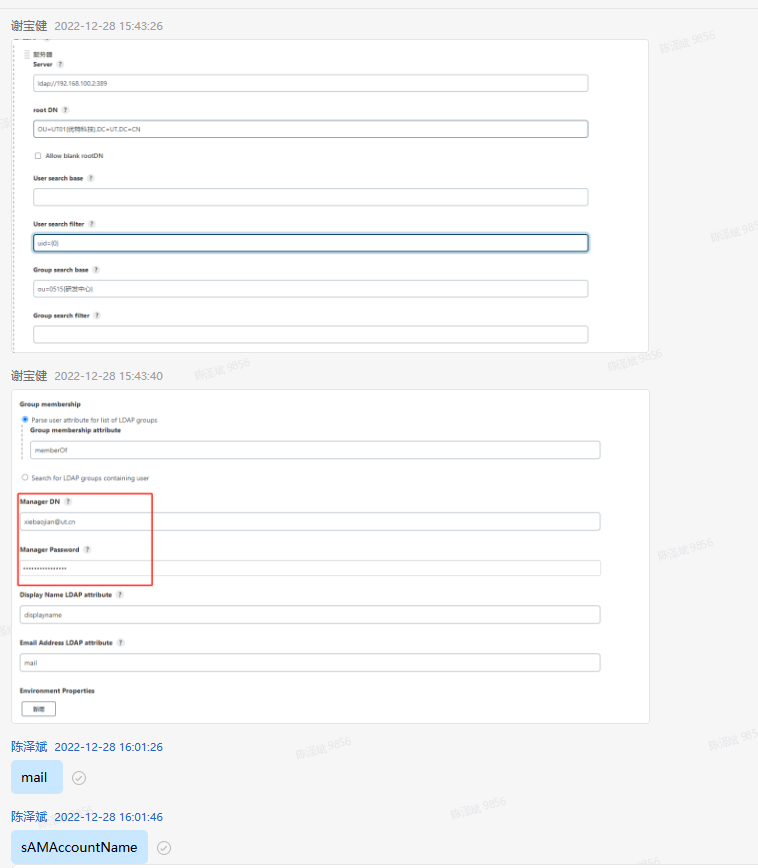 谢宝健 2022-12-28 15:43:26
服务器
Server ?
ldap://192.168.100.2:389
root DN ?
OU=UT01(优特科技),DC=UT,DC=CN
Allow blank rootDN
User search base ?
User search filter ?
uid={0}
Group search base ?
ou=0515(研发中心)
Group search filter ?
谢宝健 2022-12-28 15:43:40
Group membership
Parse user attribute for list of LDAP groups
Group membership attribute
memberOf
Search for LDAP groups containing user
Manager DN ?
xiebaojian@ut.cn
Manager Password ?
Display Name LDAP attribute ?
displayname
Email Address LDAP attribute ?
mail
Environment Properties
新增
陈泽斌 2022-12-28 16:01:26
mail
陈泽斌 2022-12-28 16:01:46
sAMAccountName
陈泽斌 9856